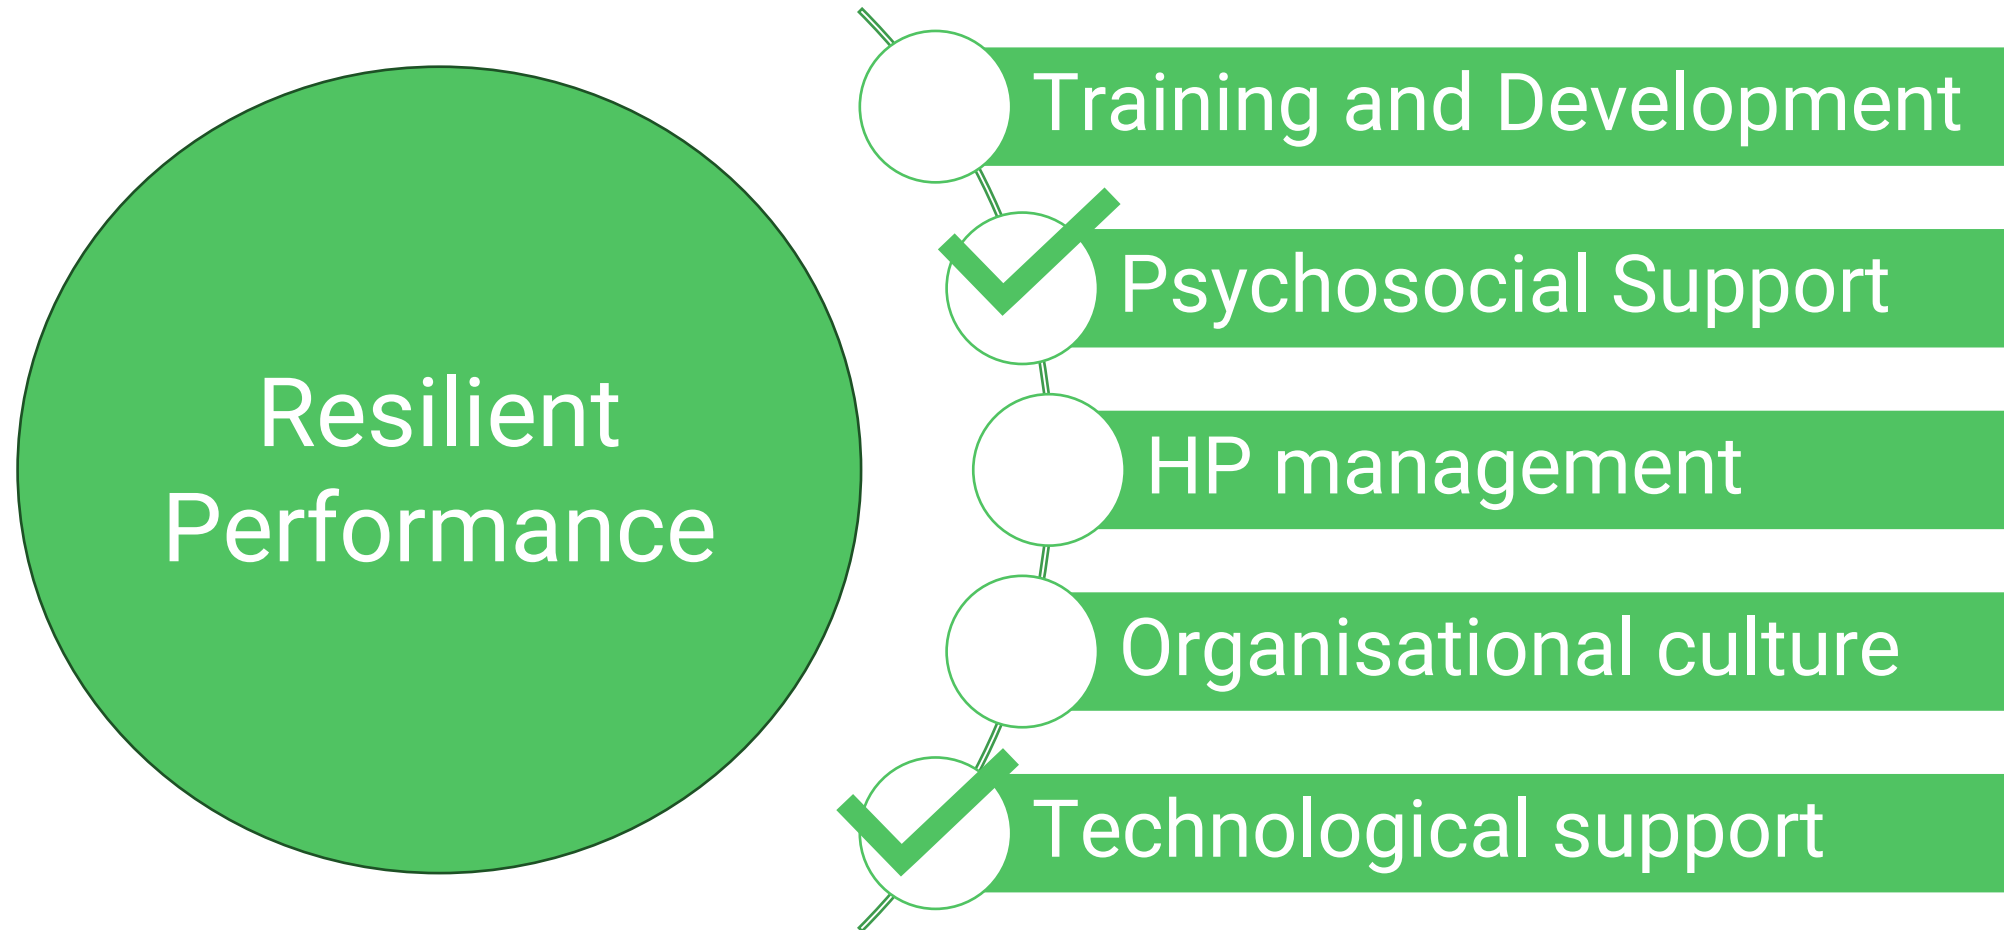 Resilient
Performance
Training and Development
Psychosocial Support
HP management
Organisational culture
Technological support